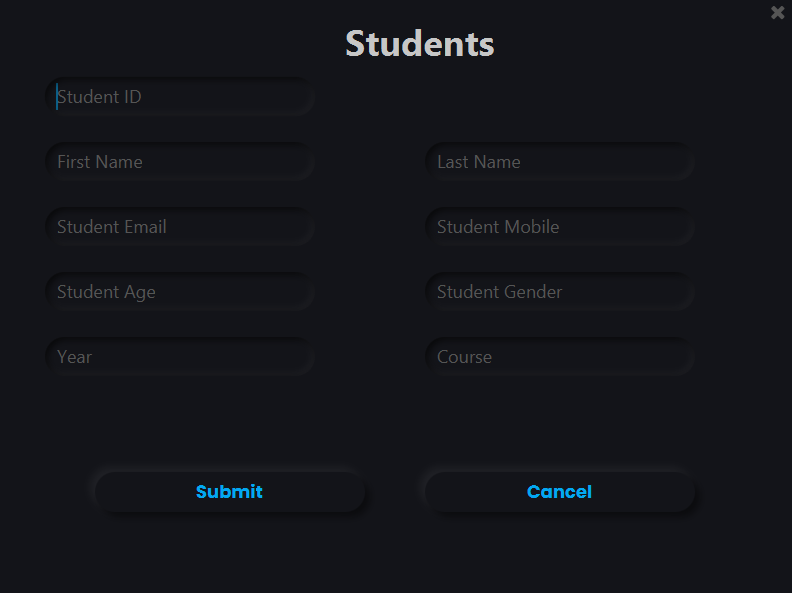 Students
Student ID
First Name
Last Name
Student Email
Student Mobile
Student Age
Student Gender
Year
Course
Submit
Cancel